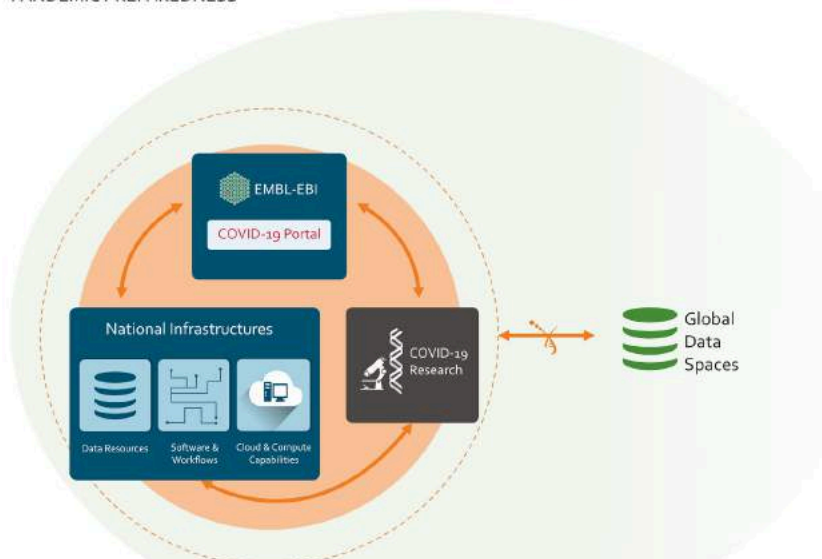 EMBL-EBI
COVID-19 Portal
National Infrastructures
Data Resources
Software &
Workflows
Cloud & Compute
Capabilities
COVID-19
Research
Global
Data
Spaces